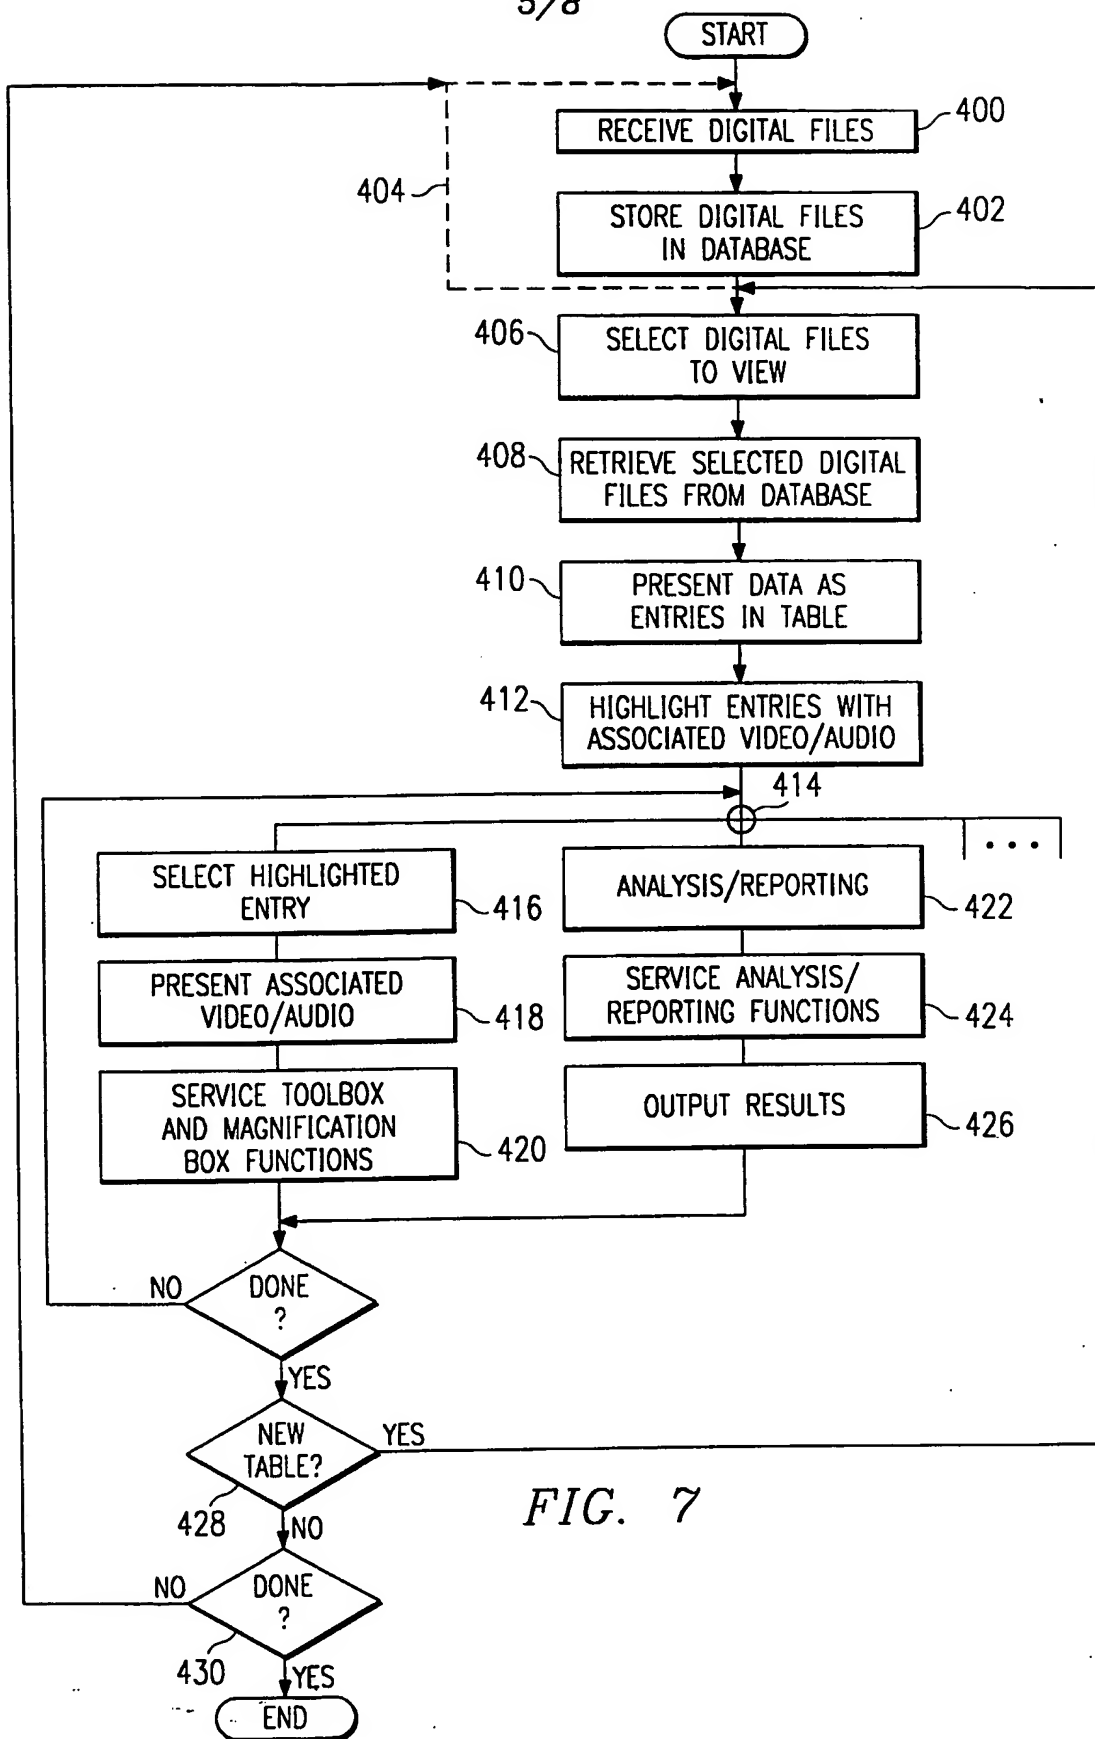 5/8
START
RECEIVE DIGITAL FILES
400
STORE DIGITAL FILES
IN DATABASE
402
404
406
SELECT DIGITAL FILES
TO VIEW
408
RETRIEVE SELECTED DIGITAL
FILES FROM DATABASE
410
PRESENT DATA AS
ENTRIES IN TABLE
412
HIGHLIGHT ENTRIES WITH
ASSOCIATED VIDEO/AUDIO
414
SELECT HIGHLIGHTED
ENTRY
416
ANALYSIS/REPORTING
422
• • •
PRESENT ASSOCIATED
VIDEO/AUDIO
418
SERVICE ANALYSIS/
REPORTING FUNCTIONS
424
SERVICE TOOLBOX
AND MAGNIFICATION
BOX FUNCTIONS
420
OUTPUT RESULTS
426
NO
DONE
?
YES
NEW
TABLE?
YES
428
NO
FIG. 7
NO
DONE
?
430
YES
END